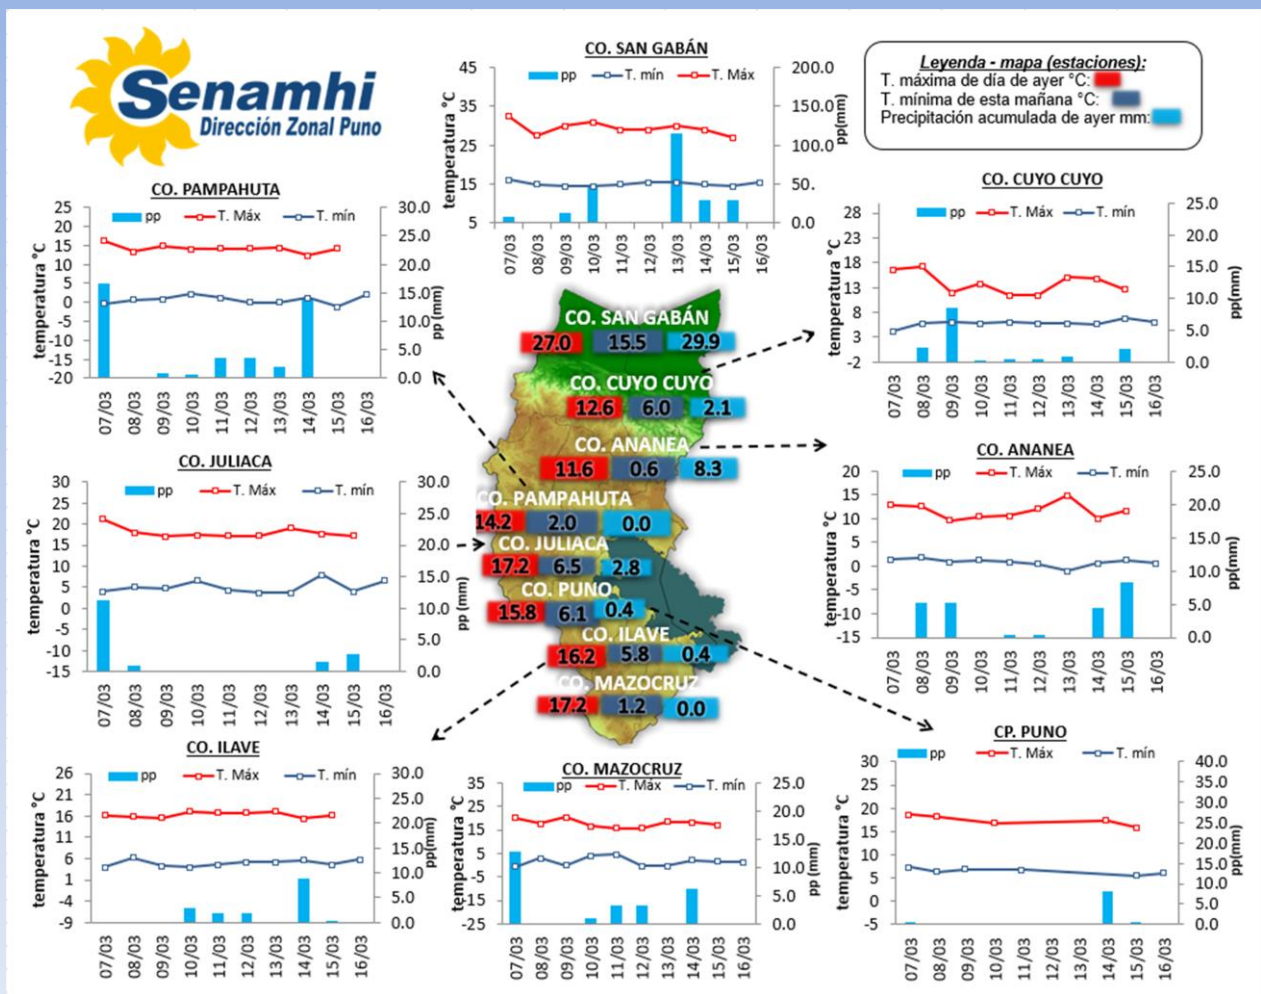 Senamhi
Dirección Zonal Puno
Leyenda - mapa (estaciones):
T. máxima de día de ayer °C:
T. mínima de esta mañana °C:
Precipitación acumulada de ayer mm:
CO. SAN GABÁN
pp T. mín T. Máx
temperatura °C
45
35
25
15
5
200.0
150.0
100.0
50.
0.0
pp(mm)
07/03 08/03 09/03 10/03 11/03 12/03 13/03 14/03 15/03 16/03
CO. PAMPAHUTA
pp T. Máx T. mín
temperatura °C
25
20
15
10
5
0
-5
-10
-15
-20
30.0
25.0
20.0
15.0
10.0
5.0
0.0
pp (mm)
07/03 08/03 09/03 10/03 11/03 12/03 13/03 14/03 15/03 16/03
CO. CUYO CUYO
pp T. Máx T. mín
temperatura °C
28
23
18
13
8
3
-2
25.0
20.0
15.0
10.0
5.0
0.0
pp(mm)
07/03 08/03 09/03 10/03 11/03 12/03 13/03 14/03 15/03 16/03
CO. SAN GABÁN
27.0 15.5 29.9
CO. CUYO CUYO
12.6 6.0 2.1
CO. ANANEA
11.6 0.6 8.3
CO. PAMPAHUTA
14.2 2.0 0.0
CO. JULIACA
17.2 6.5 2.8
CO. PUNO
15.8 6.1 0.4
CO. ILAVE
16.2 5.8 0.4
CO. MAZOCRUZ
17.2 1.2 0.0
CO. JULIACA
pp T. Máx T. mín
temperatura °C
30
25
20
15
10
5
0
-5
-10
-15
30.0
25.0
20.0
15.0
10.0
5.0
0.0
pp (mm)
07/03 08/03 09/03 10/03 11/03 12/03 13/03 14/03 15/03 16/03
CO. ANANEA
pp T. Máx T. mín
temperatura °C
20
15
10
5
0
-5
-10
-15
25.0
20.0
15.0
10.0
5.0
0.0
pp(mm)
07/03 08/03 09/03 10/03 11/03 12/03 13/03 14/03 15/03 16/03
CO. ILAVE
pp T. Máx T. mín
temperatura °C
26
21
16
11
6
1
-4
-9
30.0
25.0
20.0
15.0
10.0
5.0
0.0
pp(mm)
07/03 08/03 09/03 10/03 11/03 12/03 13/03 14/03 15/03 16/03
CO. MAZOCRUZ
pp T. Máx T. mín
temperatura °C
35
25
15
5
-5
-15
-25
25.0
20.0
15.0
10.0
5.0
0.0
pp (mm)
07/03 08/03 09/03 10/03 11/03 12/03 13/03 14/03 15/03 16/03
CP. PUNO
pp T. Máx T. mín
temperatura °C
30
25
20
15
10
5
0
-5
40.0
35.0
30.0
25.0
20.0
15.0
10.0
5.0
0.0
pp(mm)
07/03 08/03 09/03 10/03 11/03 12/03 13/03 14/03 15/03 16/03